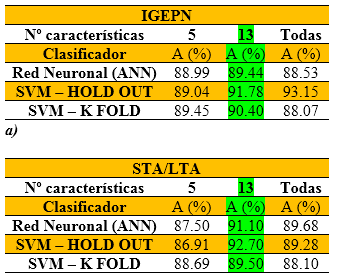 IGEPN
Nº características 5 13 Todas
Clasificador A (%) A (%) A (%)
Red Neuronal (ANN) 88.99 89.44 88.53
SVM – HOLD OUT 89.04 91.78 93.15
SVM – K FOLD 89.45 90.40 88.07
a)
STA/LTA
Nº características 5 13 Todas
Clasificador A (%) A (%) A (%)
Red Neuronal (ANN) 87.50 91.10 89.68
SVM – HOLD OUT 86.91 92.70 89.28
SVM – K FOLD 88.69 89.50 88.10